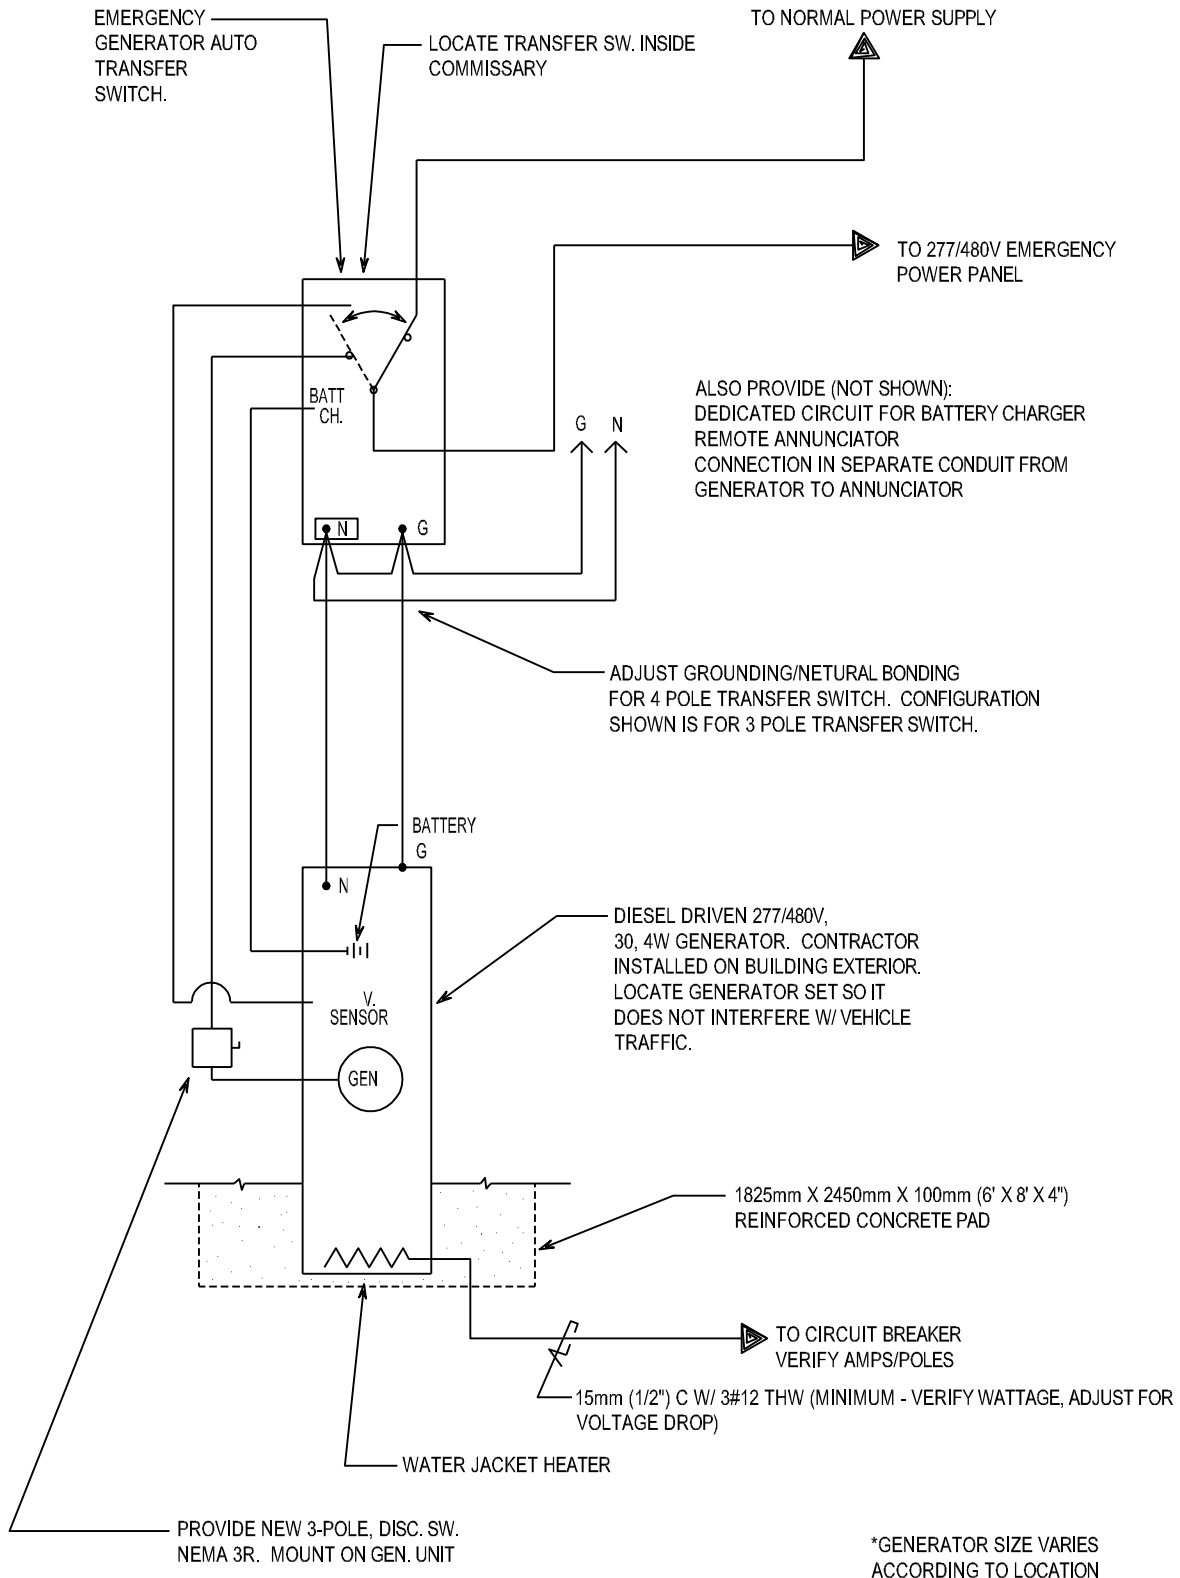 EMERGENCY
GENERATOR AUTO
TRANSFER
SWITCH.
LOCATE TRANSFER SW. INSIDE
COMMISSARY
TO NORMAL POWER SUPPLY
TO 277/480V EMERGENCY
POWER PANEL
BATT
CH.
ALSO PROVIDE (NOT SHOWN):
DEDICATED CIRCUIT FOR BATTERY CHARGER
REMOTE ANNUNCIATOR
CONNECTION IN SEPARATE CONDUIT FROM
GENERATOR TO ANNUNCIATOR
G N
N G
ADJUST GROUNDING/NETURAL BONDING
FOR 4 POLE TRANSFER SWITCH. CONFIGURATION
SHOWN IS FOR 3 POLE TRANSFER SWITCH.
BATTERY
G
N
DIESEL DRIVEN 277/480V,
30, 4W GENERATOR. CONTRACTOR
INSTALLED ON BUILDING EXTERIOR.
LOCATE GENERATOR SET SO IT
DOES NOT INTERFERE W/ VEHICLE
TRAFFIC.
V.
SENSOR
GEN
1825mm X 2450mm X 100mm (6' X 8' X 4")
REINFORCED CONCRETE PAD
TO CIRCUIT BREAKER
VERIFY AMPS/POLES
15mm (1/2") C W/ 3#12 THW (MINIMUM - VERIFY WATTAGE, ADJUST FOR
VOLTAGE DROP)
WATER JACKET HEATER
PROVIDE NEW 3-POLE, DISC. SW.
NEMA 3R. MOUNT ON GEN. UNIT
*GENERATOR SIZE VARIES
ACCORDING TO LOCATION